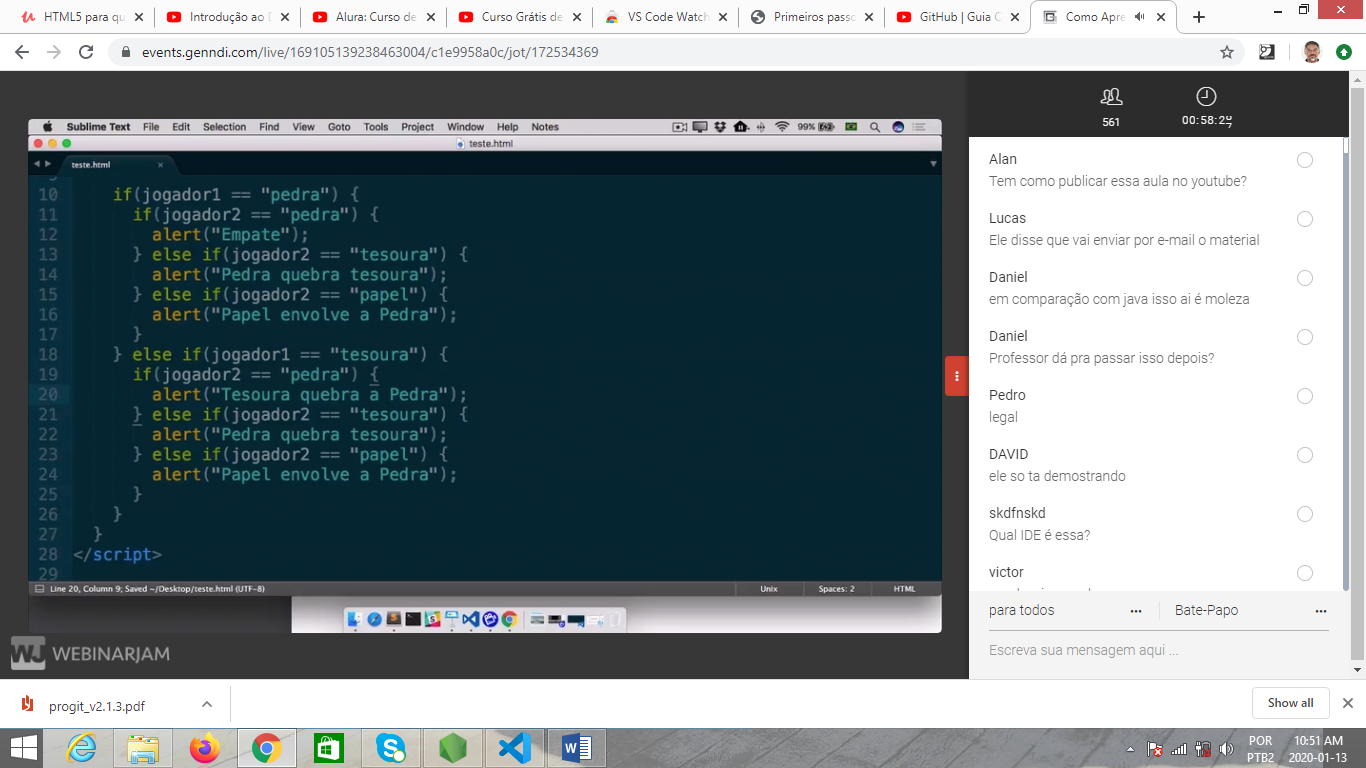 HTML5 para qu
Introdução ao D
Alura: Curso de
Curso Grátis de
VS Code Watch
Primeiros passo
GitHub | Guia C
Como Apre
events.genndi.com/live/169105139238463004/c1e9958a0c/jot/172534369
Sublime Text File Edit Selection Find View Goto Tools Project Window Help Notes 99%
teste.html
teste.html
10 if(jogador1 == "pedra") {
11 if(jogador2 == "pedra") {
12 alert("Empate");
13 } else if(jogador2 == "tesoura") {
14 alert("Pedra quebra tesoura");
15 } else if(jogador2 == "papel") {
16 alert("Papel envolve a Pedra");
17 }
18 } else if(jogador1 == "tesoura") {
19 if(jogador2 == "pedra") {
20 alert("Tesoura quebra a Pedra");
21 } else if(jogador2 == "tesoura") {
22 alert("Pedra quebra tesoura");
23 } else if(jogador2 == "papel") {
24 alert("Papel envolve a Pedra");
25 }
26 }
27 }
28 </script>
29
Line 20, Column 9; Saved ~/Desktop/teste.html (UTF-8) Unix Spaces: 2 HTML
WJ WEBINARJAM
561
Alan
Tem como publicar essa aula no youtube?
Lucas
Ele disse que vai enviar por e-mail o material
Daniel
em comparação com java isso ai é moleza
Daniel
Professor dá pra passar isso depois?
Pedro
legal
DAVID
ele so ta demostrando
skdfnskd
Qual IDE é essa?
victor
para todos ••• Bate-Papo •••
Escreva sua mensagem aqui ...
progit_v2.1.3.pdf
Show all
POR 10:51 AM
PTB2 2020-01-13